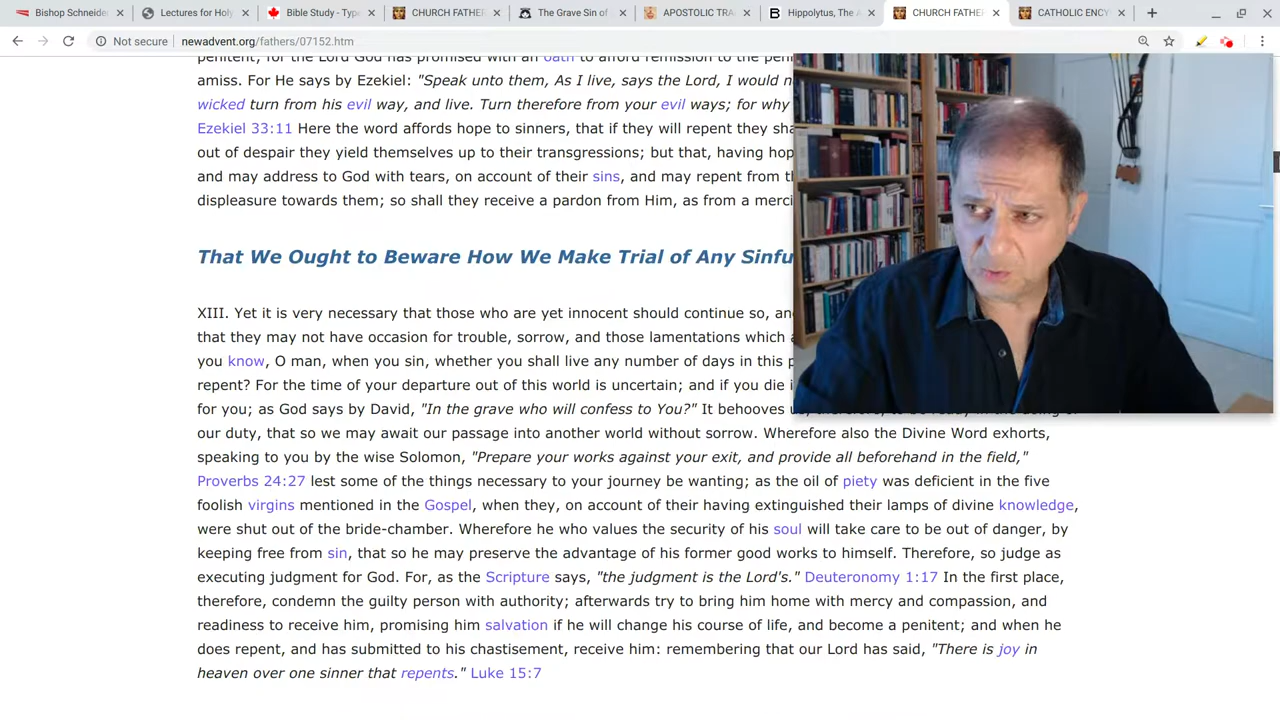 Bishop Schneide
Lectures for Holy
Bible Study - Type
CHURCH FATHE
The Grave Sin of
APOSTOLIC TRA
Hippolytus, The A
CHURCH FATHE
CATHOLIC ENCY
Not secure | newadvent.org/fathers/07152.htm
penitent, for the Lord God has promised with an oath to afford remission to the peni
amiss. For He says by Ezekiel: "Speak unto them, As I live, says the Lord, I would n
wicked turn from his evil way, and live. Turn therefore from your evil ways; for why
Ezekiel 33:11 Here the word affords hope to sinners, that if they will repent they sha
out of despair they yield themselves up to their transgressions; but that, having hop
and may address to God with tears, on account of their sins, and may repent from th
displeasure towards them; so shall they receive a pardon from Him, as from a merci
That We Ought to Beware How We Make Trial of Any Sinfu
XIII. Yet it is very necessary that those who are yet innocent should continue so, an
that they may not have occasion for trouble, sorrow, and those lamentations which a
you know, O man, when you sin, whether you shall live any number of days in this p
repent? For the time of your departure out of this world is uncertain; and if you die i
for you; as God says by David, "In the grave who will confess to You?" It behooves us, therefore, to be ready in the doing of
our duty, that so we may await our passage into another world without sorrow. Wherefore also the Divine Word exhorts,
speaking to you by the wise Solomon, "Prepare your works against your exit, and provide all beforehand in the field,"
Proverbs 24:27 lest some of the things necessary to your journey be wanting; as the oil of piety was deficient in the five
foolish virgins mentioned in the Gospel, when they, on account of their having extinguished their lamps of divine knowledge,
were shut out of the bride-chamber. Wherefore he who values the security of his soul will take care to be out of danger, by
keeping free from sin, that so he may preserve the advantage of his former good works to himself. Therefore, so judge as
executing judgment for God. For, as the Scripture says, "the judgment is the Lord's." Deuteronomy 1:17 In the first place,
therefore, condemn the guilty person with authority; afterwards try to bring him home with mercy and compassion, and
readiness to receive him, promising him salvation if he will change his course of life, and become a penitent; and when he
does repent, and has submitted to his chastisement, receive him: remembering that our Lord has said, "There is joy in
heaven over one sinner that repents." Luke 15:7